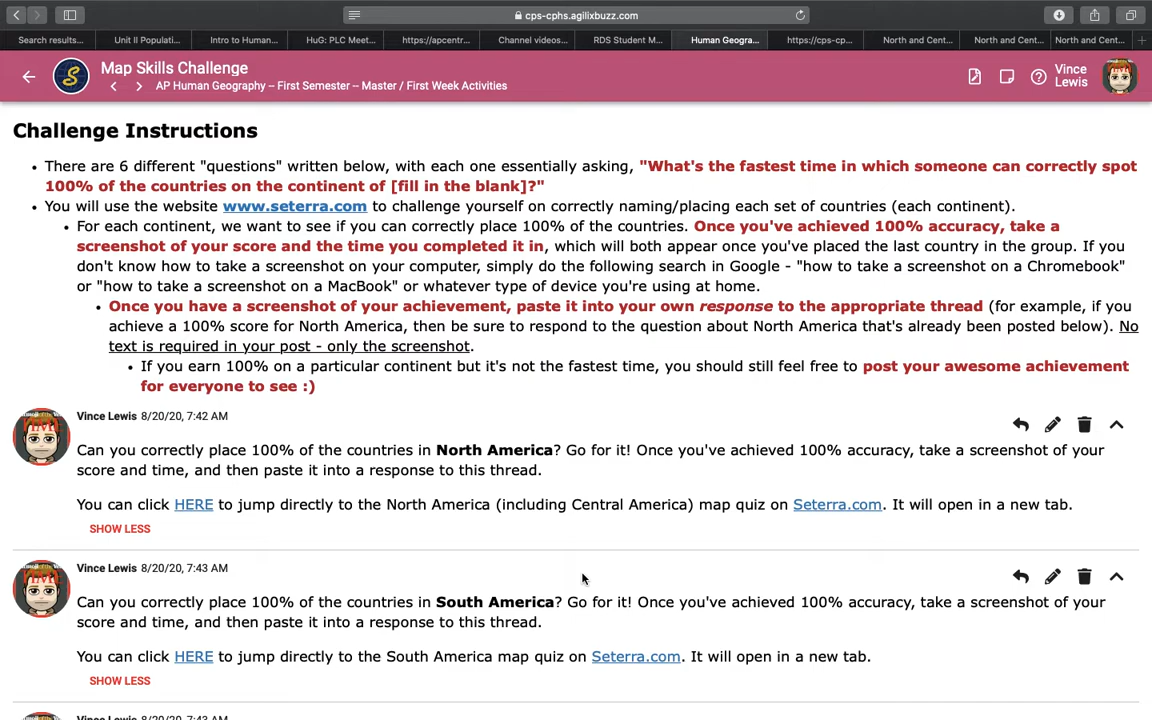 cps-cphs.agilixbuzz.com
Search results...
Unit II Populati...
Intro to Human...
HuG: PLC Meet...
https://apcentr...
Channel videos...
RDS Student M...
Human Geogra...
https://cps-cp...
North and Cent...
North and Cent...
North and Cent...
Map Skills Challenge
AP Human Geography -- First Semester -- Master / First Week Activities
Vince
Lewis
Challenge Instructions
• There are 6 different "questions" written below, with each one essentially asking, "What's the fastest time in which someone can correctly spot
100% of the countries on the continent of [fill in the blank]?"
• You will use the website www.seterra.com to challenge yourself on correctly naming/placing each set of countries (each continent).
• For each continent, we want to see if you can correctly place 100% of the countries. Once you've achieved 100% accuracy, take a
screenshot of your score and the time you completed it in, which will both appear once you've placed the last country in the group. If you
don't know how to take a screenshot on your computer, simply do the following search in Google - "how to take a screenshot on a Chromebook"
or "how to take a screenshot on a MacBook" or whatever type of device you're using at home.
• Once you have a screenshot of your achievement, paste it into your own response to the appropriate thread (for example, if you
achieve a 100% score for North America, then be sure to respond to the question about North America that's already been posted below). No
text is required in your post - only the screenshot.
• If you earn 100% on a particular continent but it's not the fastest time, you should still feel free to post your awesome achievement
for everyone to see :)
Vince Lewis 8/20/20, 7:42 AM
Can you correctly place 100% of the countries in North America? Go for it! Once you've achieved 100% accuracy, take a screenshot of your
score and time, and then paste it into a response to this thread.
You can click HERE to jump directly to the North America (including Central America) map quiz on Seterra.com. It will open in a new tab.
SHOW LESS
Vince Lewis 8/20/20, 7:43 AM
Can you correctly place 100% of the countries in South America? Go for it! Once you've achieved 100% accuracy, take a screenshot of your
score and time, and then paste it into a response to this thread.
You can click HERE to jump directly to the South America map quiz on Seterra.com. It will open in a new tab.
SHOW LESS
Vince Lewis 8/20/20, 7:43 AM